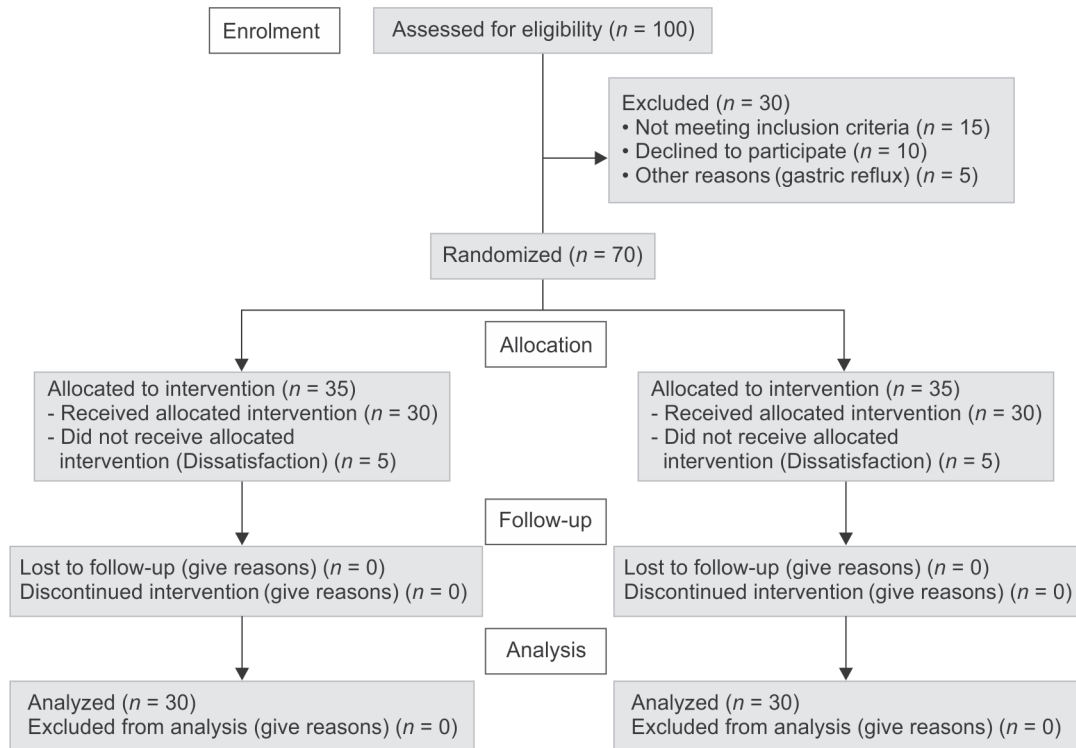 Enrolment
Assessed for eligibility (n = 100)
Excluded (n = 30)
• Not meeting inclusion criteria (n = 15)
• Declined to participate (n = 10)
• Other reasons (gastric reflux) (n = 5)
Randomized (n = 70)
Allocation
Allocated to intervention (n = 35)
- Received allocated intervention (n = 30)
- Did not receive allocated
intervention (Dissatisfaction) (n = 5)
Allocated to intervention (n = 35)
- Received allocated intervention (n = 30)
- Did not receive allocated
intervention (Dissatisfaction) (n = 5)
Follow-up
Lost to follow-up (give reasons) (n = 0)
Discontinued intervention (give reasons) (n = 0)
Lost to follow-up (give reasons) (n = 0)
Discontinued intervention (give reasons) (n = 0)
Analysis
Analyzed (n = 30)
Excluded from analysis (give reasons) (n = 0)
Analyzed (n = 30)
Excluded from analysis (give reasons) (n = 0)